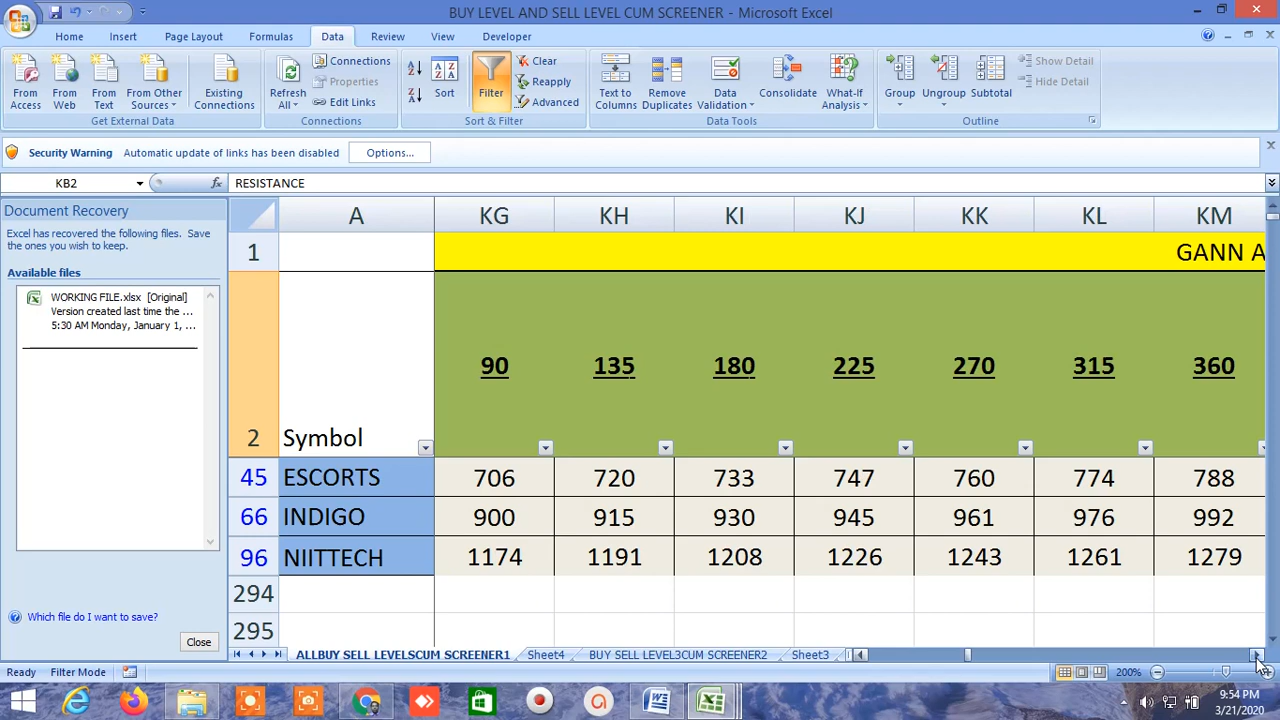 BUY LEVEL AND SELL LEVEL CUM SCREENER - Microsoft Excel
Home Insert Page Layout Formulas Data Review View Developer
From Access
From Web
From Text
From Other Sources
Existing Connections
Get External Data
Refresh All
Connections
Properties
Edit Links
Connections
Sort
Filter
Clear
Reapply
Advanced
Sort & Filter
Text to Columns
Remove Duplicates
Data Validation
Consolidate
What-If Analysis
Data Tools
Group
Ungroup
Subtotal
Show Detail
Hide Detail
Outline
Security Warning Automatic update of links has been disabled Options...
KB2 fx RESISTANCE
Document Recovery
Excel has recovered the following files. Save
the ones you wish to keep.
Available files
WORKING FILE.xlsx [Original]
Version created last time the ...
5:30 AM Monday, January 1, ...
Which file do I want to save?
Close
A KG KH KI KJ KK KL KM
1 GANN A
2 Symbol 90 135 180 225 270 315 360
45 ESCORTS 706 720 733 747 760 774 788
66 INDIGO 900 915 930 945 961 976 992
96 NIITTECH 1174 1191 1208 1226 1243 1261 1279
294
295
ALLBUY SELL LEVELSCUM SCREENER1 Sheet4 BUY SELL LEVEL3CUM SCREENER2 Sheet3
Ready Filter Mode 200%
9:54 PM
3/21/2020